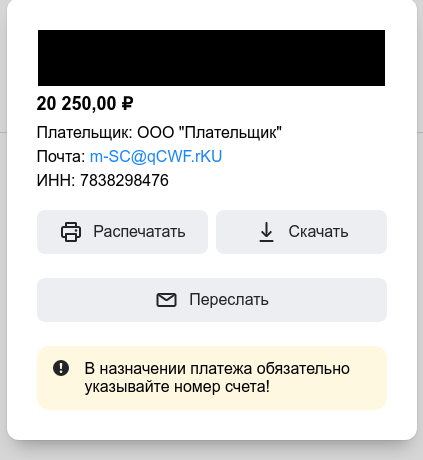 20 250,00 ₽
Плательщик: ООО "Плательщик"
Почта: m-SC@qCWF.rKU
ИНН: 7838298476
Распечатать
Скачать
Переслать
В назначении платежа обязательно
указывайте номер счета!